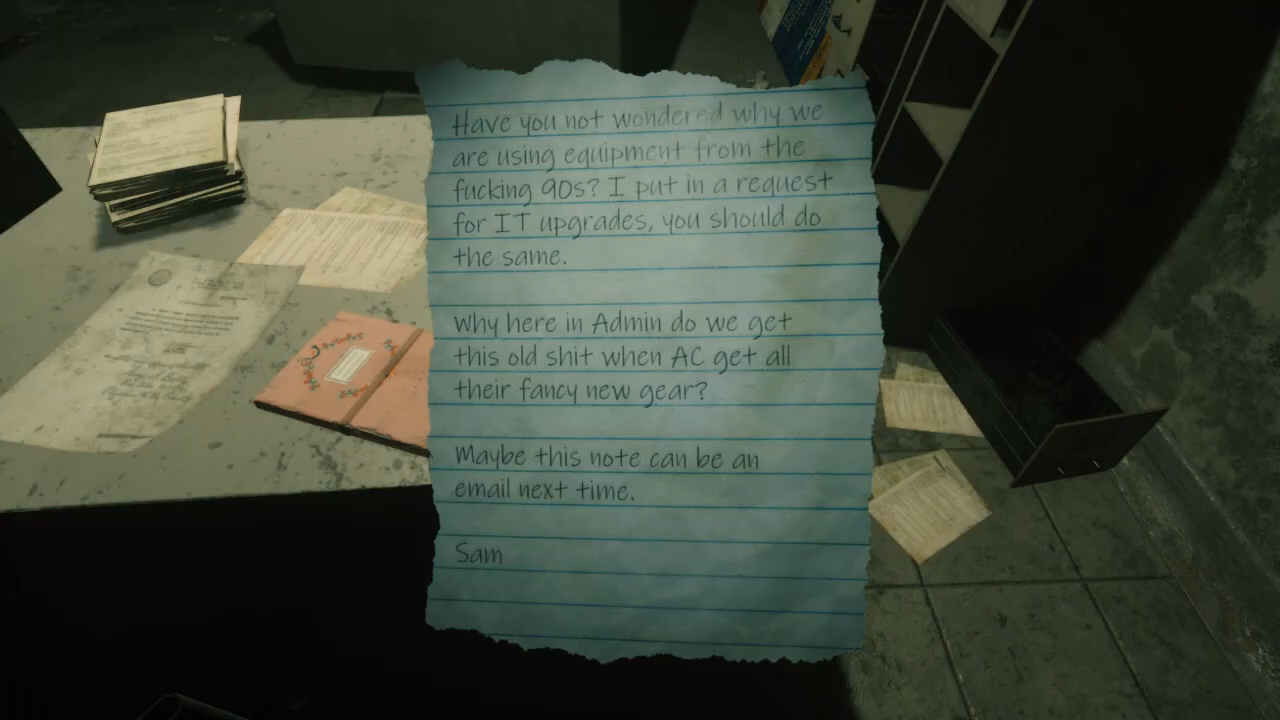 Have you not wondered why we
are using equipment from the
fucking 90s? I put in a request
for IT upgrades, you should do
the same.
why here in Admin do we get
this old shit when AC get all
their fancy new gear?
Maybe this note can be an
email next time.
Sam